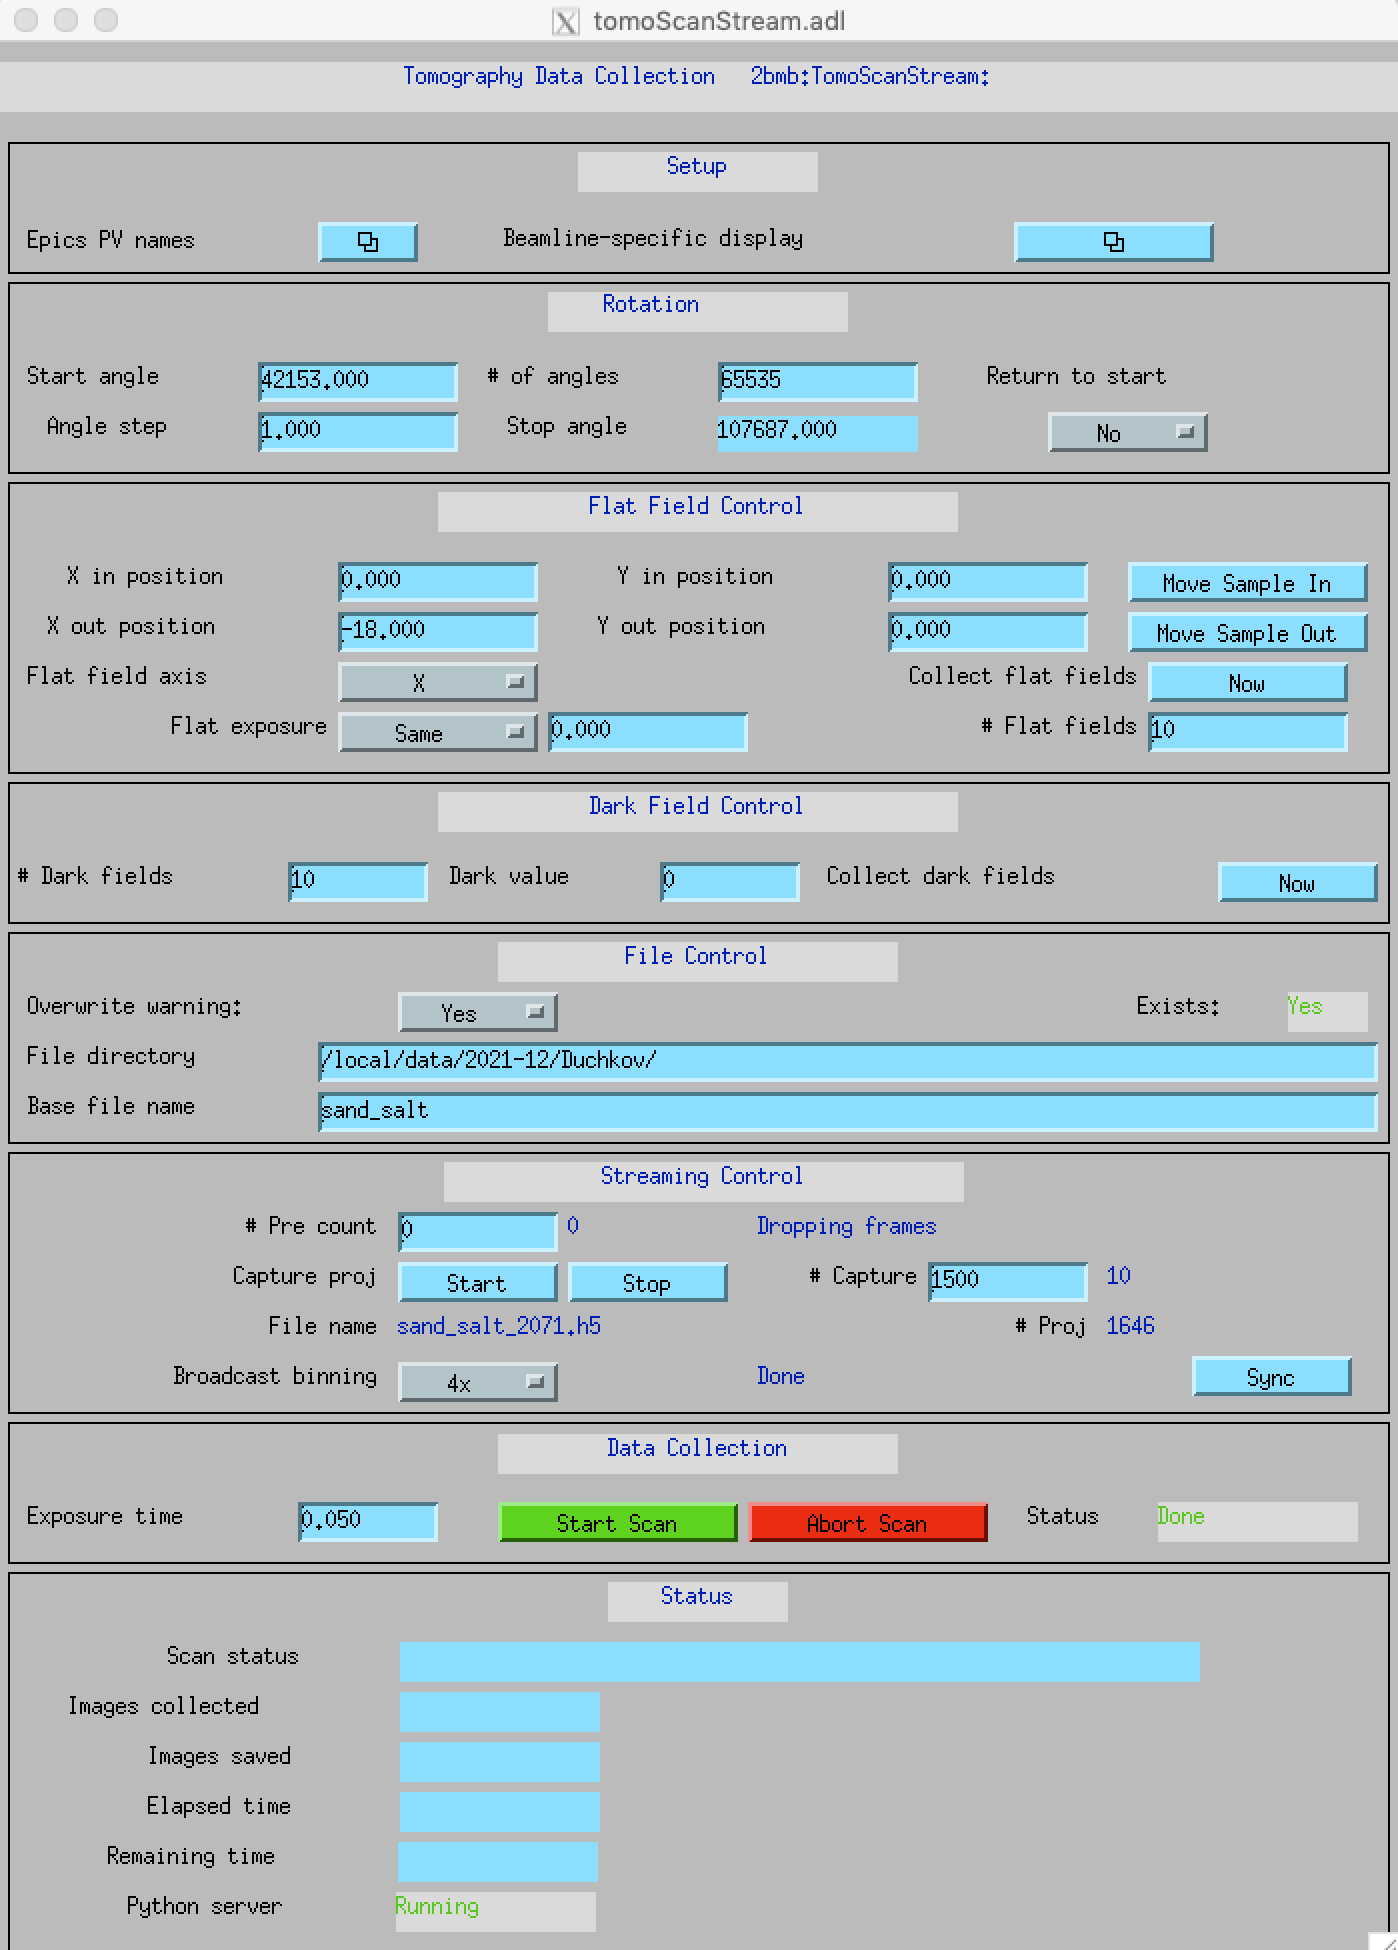 tomoScanStream.adl
Tomography Data Collection 2bmb:TomoScanStream:
Setup
Epics PV names Beamline-specific display
Rotation
Start angle 42153.000 # of angles 65535 Return to start
Angle step 1.000 Stop angle 107687.000 No
Flat Field Control
X in position 0.000 Y in position 0.000 Move Sample In
X out position -18.000 Y out position 0.000 Move Sample Out
Flat field axis X Collect flat fields Now
Flat exposure Same 0.000 # Flat fields 10
Dark Field Control
# Dark fields 10 Dark value 0 Collect dark fields Now
File Control
Overwrite warning: Yes Exists: Yes
File directory /local/data/2021-12/Duchkov/
Base file name sand_salt
Streaming Control
# Pre count 0 0 Dropping frames
Capture proj Start Stop # Capture 1500 10
File name sand_salt_2071.h5 # Proj 1646
Broadcast binning 4x Done Sync
Data Collection
Exposure time 0.050 Start Scan Abort Scan Status Done
Status
Scan status
Images collected
Images saved
Elapsed time
Remaining time
Python server Running